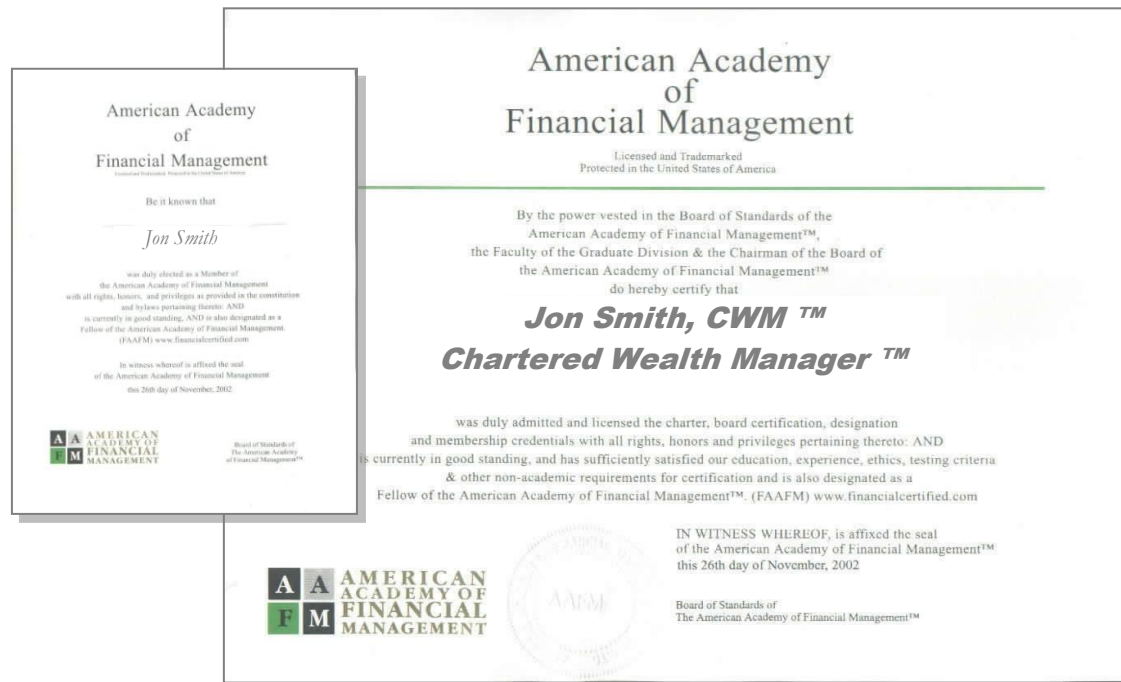 American Academy
of
Financial Management
Licensed and Trademarked Protected in the United States of America
Be it known that
Jon Smith
was duly elected as a Member of
the American Academy of Financial Management
with all rights, honors, and privileges as provided in the constitution
and bylaws pertaining thereto: AND
is currently in good standing, AND is also designated as a
Fellow of the American Academy of Financial Management.
(FAAFM) www.financialcertified.com
In witness whereof is affixed the seal
of the American Academy of Financial Management
this 26th day of November, 2002
A A
F M
AMERICAN
ACADEMY OF
FINANCIAL
MANAGEMENT
Board of Standards of
The American Academy
of Financial Management™
American Academy
of
Financial Management
Licensed and Trademarked
Protected in the United States of America
By the power vested in the Board of Standards of the
American Academy of Financial Management™,
the Faculty of the Graduate Division & the Chairman of the Board of
the American Academy of Financial Management™
do hereby certify that
Jon Smith, CWM ™
Chartered Wealth Manager ™
was duly admitted and licensed the charter, board certification, designation
and membership credentials with all rights, honors and privileges pertaining thereto: AND
is currently in good standing, and has sufficiently satisfied our education, experience, ethics, testing criteria
& other non-academic requirements for certification and is also designated as a
Fellow of the American Academy of Financial Management™. (FAAFM) www.financialcertified.com
A A
F M
AMERICAN
ACADEMY OF
FINANCIAL
MANAGEMENT
AAFM
IN WITNESS WHEREOF, is affixed the seal
of the American Academy of Financial Management™
this 26th day of November, 2002
Board of Standards of
The American Academy of Financial Management™